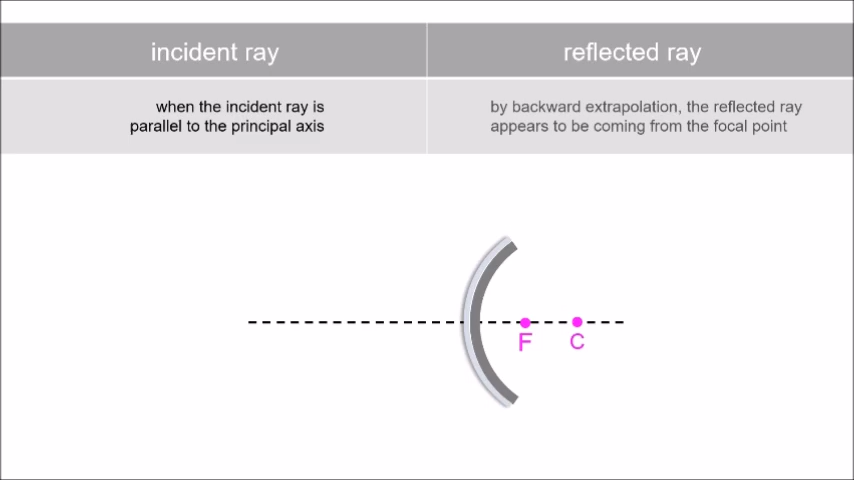 incident ray
reflected ray
when the incident ray is
parallel to the principal axis
by backward extrapolation, the reflected ray
appears to be coming from the focal point
F
C